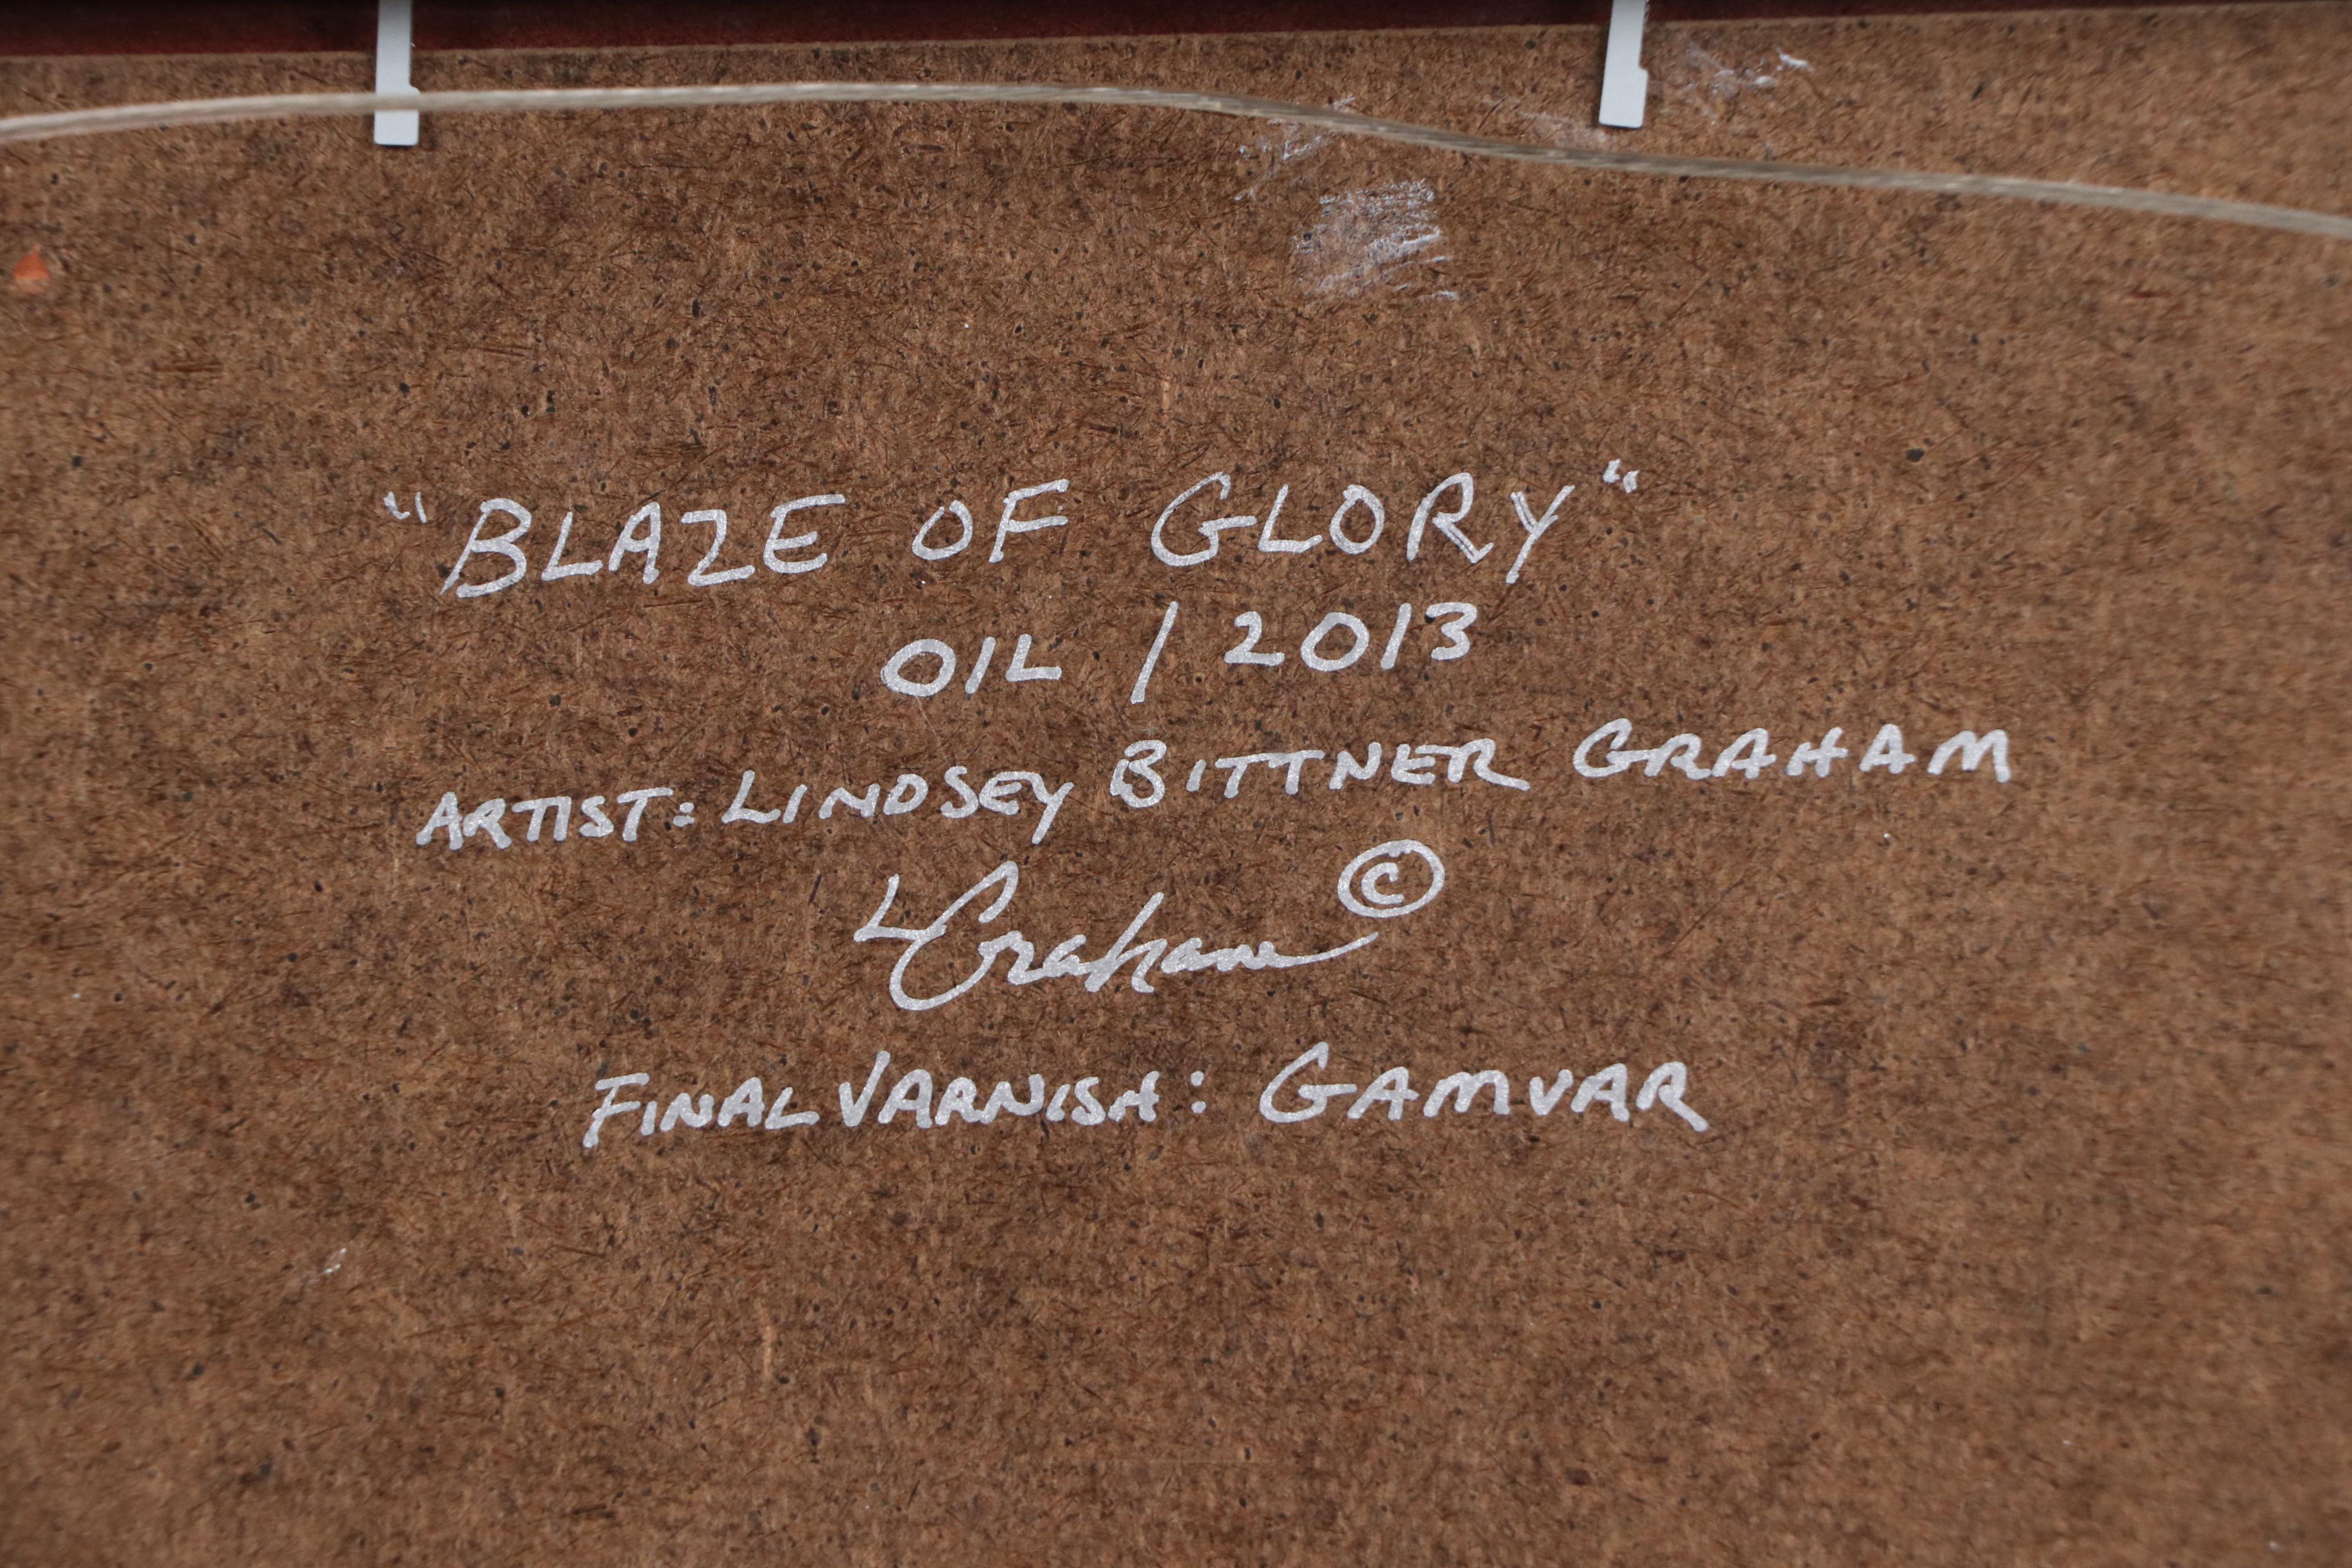 "BLAZE OF GLORY"
OIL / 2013
ARTIST: LINDSEY BITTNER GRAHAM
LGraham ©
FINAL VARNISH: GAMVAR